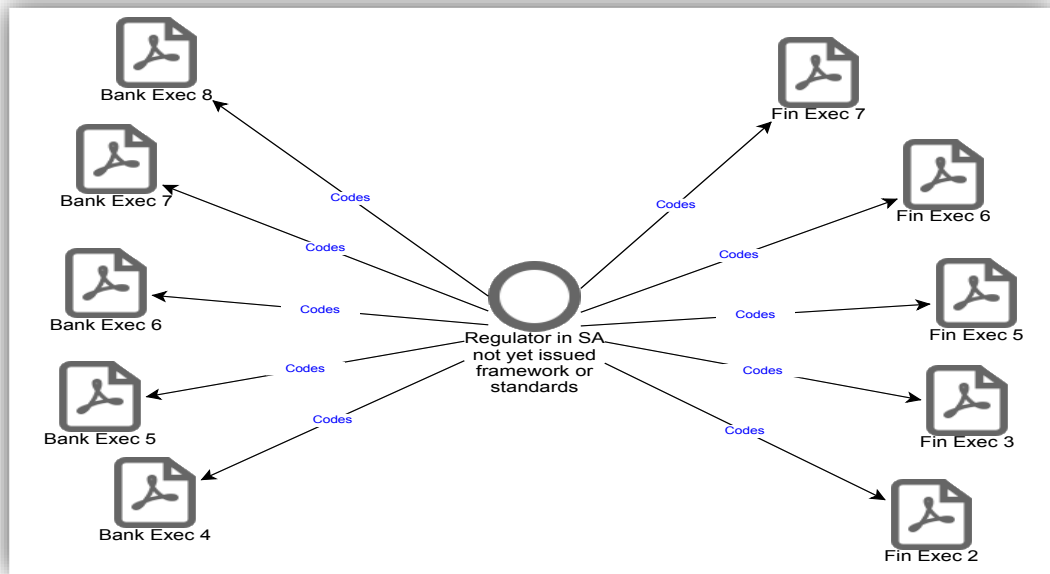 Bank Exec 8
Fin Exec 7
Bank Exec 7
Codes
Codes
Fin Exec 6
Codes
Codes
Bank Exec 6
Codes
Codes
Fin Exec 5
Regulator in SA
not yet issued
framework or
standards
Codes
Codes
Bank Exec 5
Fin Exec 3
Codes
Codes
Bank Exec 4
Fin Exec 2